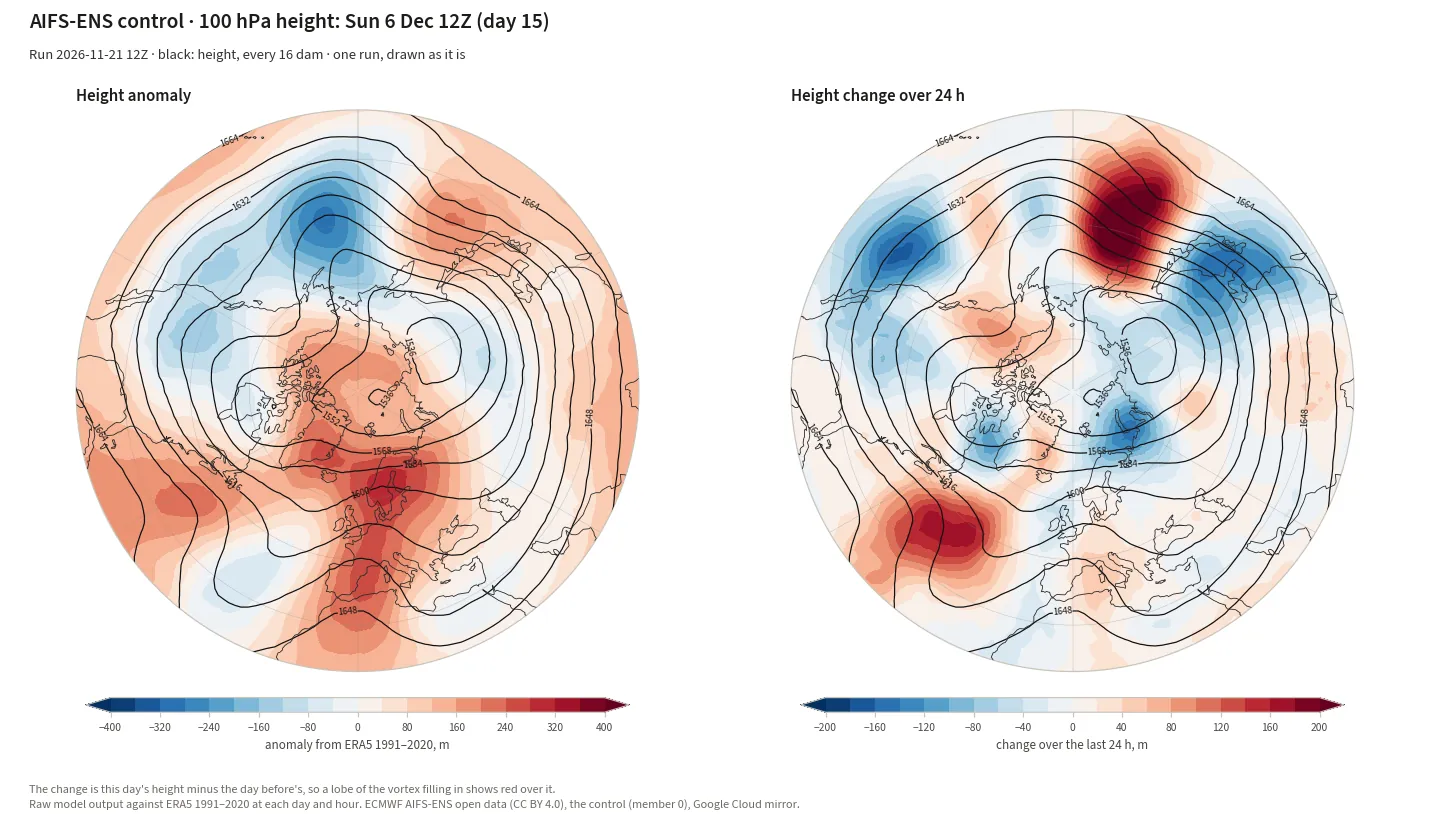 AIFS-ENS control · 100 hPa height: Sun 6 Dec 12Z (day 15)
Run 2026-11-21 12Z · black: height, every 16 dam · one run, drawn as it is
Height anomaly
Height change over 24 h
1664
1632
1664
1536
1536
1552
1568
1584
1600
1616
1648
1648
1664
1664
1632
1664
1536
1536
1552
1568
1584
1600
1616
1648
1648
1664
−400 −320 −240 −160 −80 0 80 160 240 320 400
anomaly from ERA5 1991–2020, m
−200 −160 −120 −80 −40 0 40 80 120 160 200
change over the last 24 h, m
The change is this day's height minus the day before's, so a lobe of the vortex filling in shows red over it.
Raw model output against ERA5 1991–2020 at each day and hour. ECMWF AIFS-ENS open data (CC BY 4.0), the control (member 0), Google Cloud mirror.